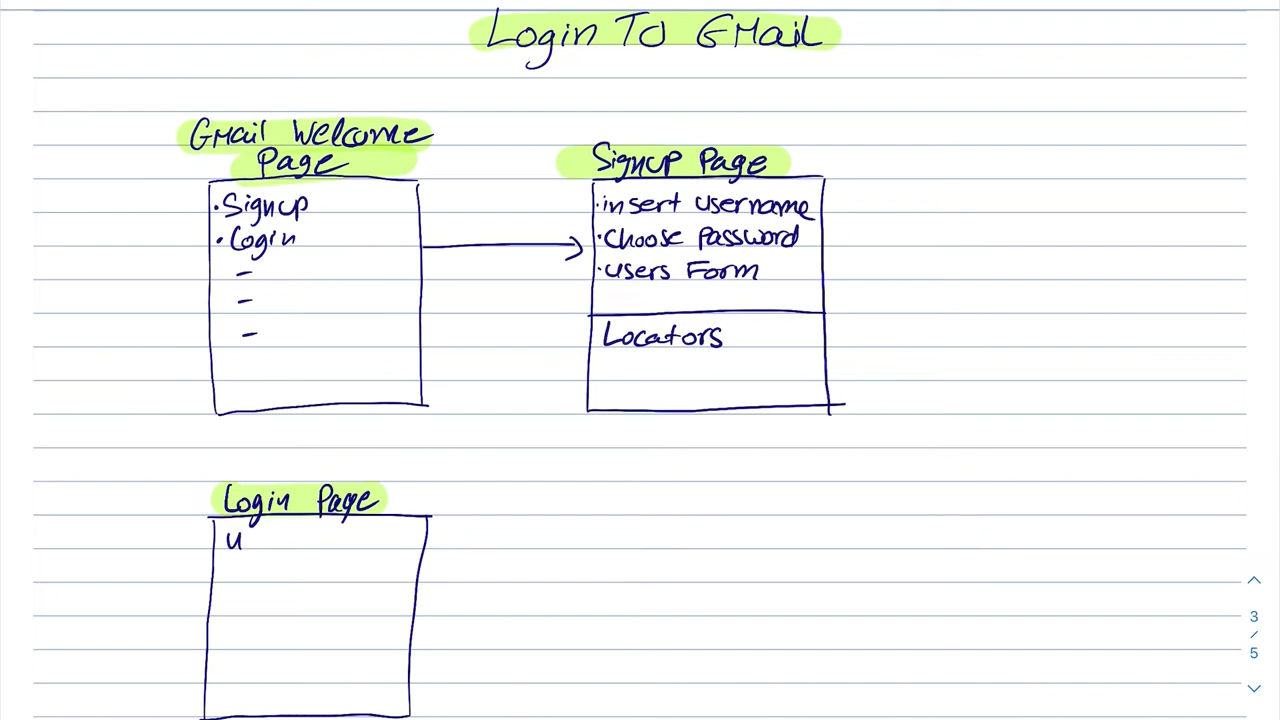 Login To GMail
GMail Welcome
Page
·Signup
·Login
-
-
-
Signup Page
·insert username
·choose password
·users Form
Locators
Login Page
u
3
/
5